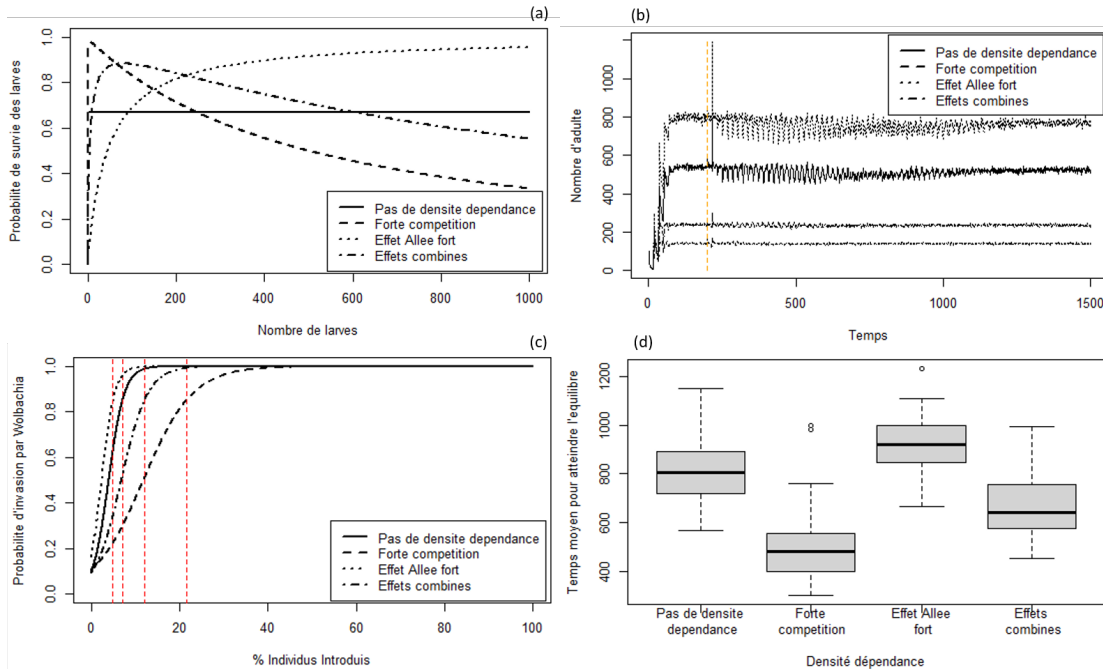 (a)
Probabilite de survie des larves
1.0
0.8
0.6
0.4
0.2
0.0
Pas de densite dependance
Forte competition
Effet Allee fort
Effets combines
0 200 400 600 800 1000
Nombre de larves
(b)
Nombre d'adulte
1000
800
600
400
200
0
Pas de densite dependance
Forte competition
Effet Allee fort
Effets combines
0 500 1000 1500
Temps
(c)
Probabilite d'invasion par Wolbachia
1.0
0.8
0.6
0.4
0.2
0.0
Pas de densite dependance
Forte competition
Effet Allee fort
Effets combines
0 20 40 60 80 100
% Individus Introduis
(d)
Temps moyen pour atteindre l'equilibre
1200
1000
800
600
400
Pas de densite
dependance
Forte
competition
Effet Allee
fort
Effets
combines
Densité dépendance